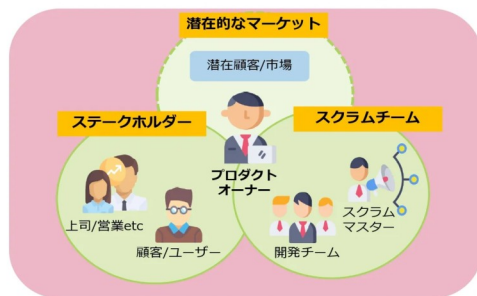 潜在的なマーケット
潜在顧客/市場
ステークホルダー
スクラムチーム
プロダクト
オーナー
上司/営業etc
顧客/ユーザー
スクラム
マスター
開発チーム